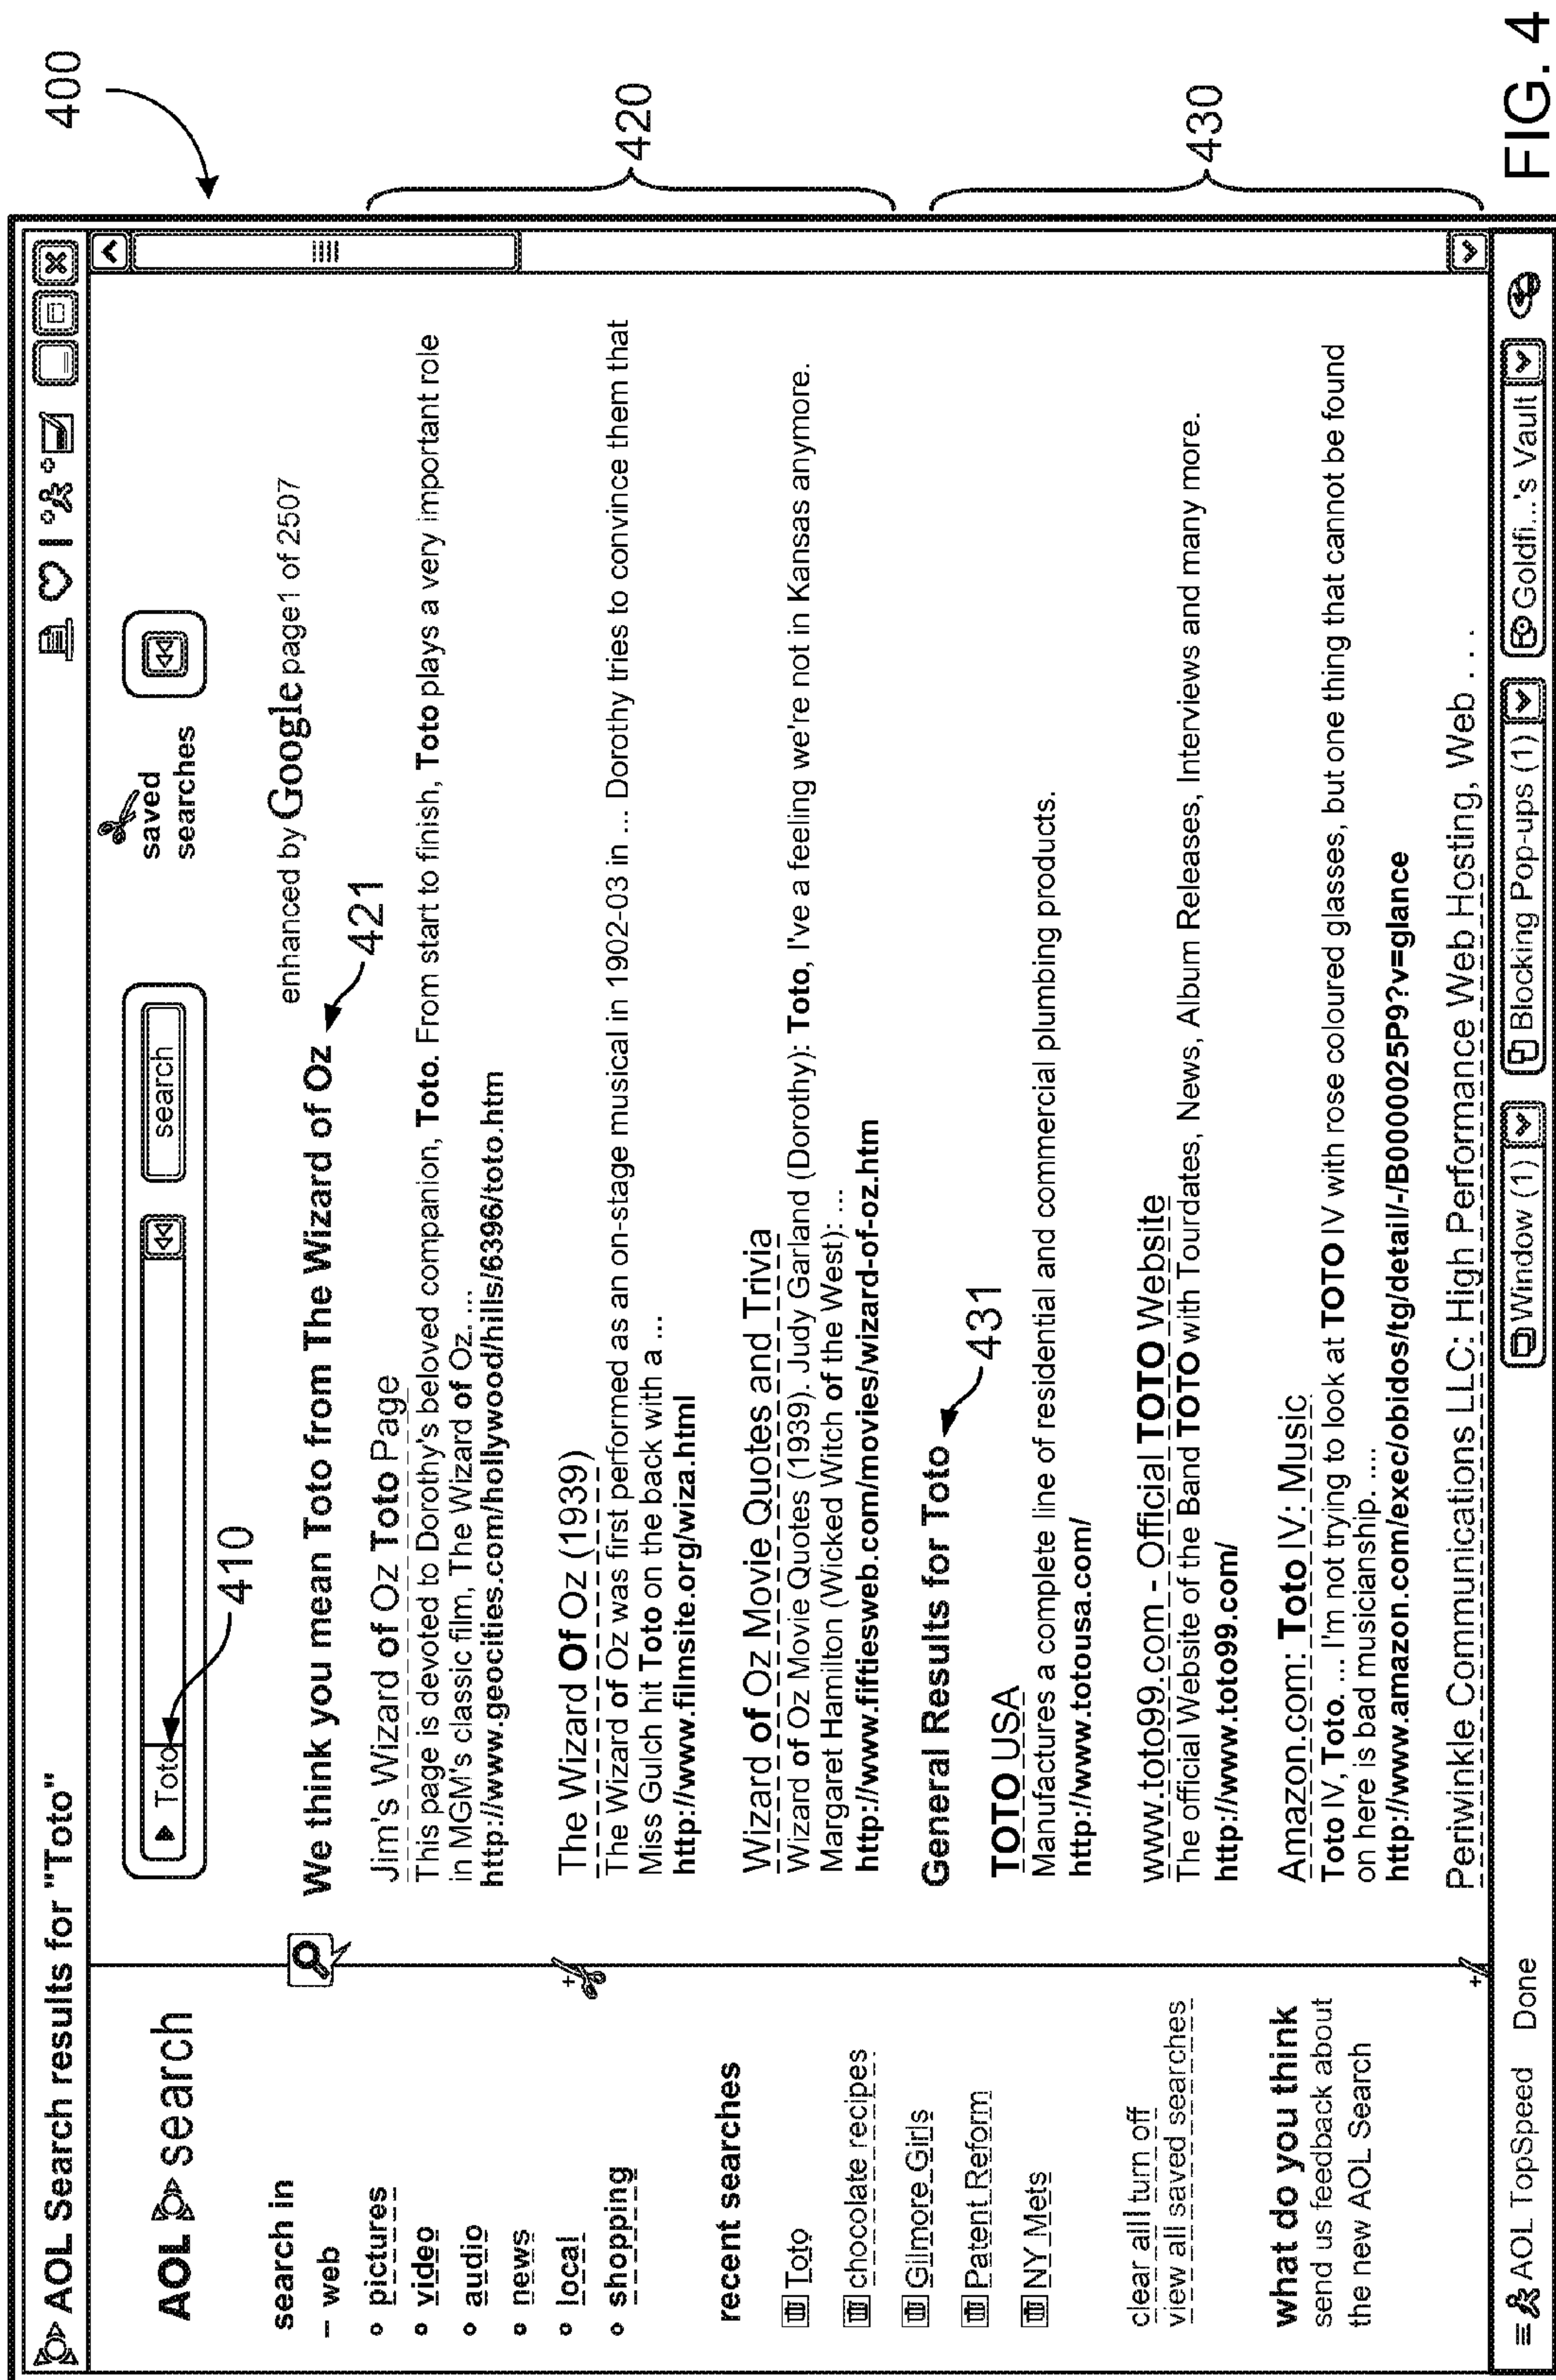 AOL Search results for "Toto"
400
AOL search
Toto
search
saved
searches
410
search in
– web
pictures
video
audio
news
local
shopping
recent searches
Toto
chocolate recipes
Gilmore Girls
Patent Reform
NY Mets
clear all turn off
view all saved searches
what do you think
send us feedback about
the new AOL Search
enhanced by Google page1 of 2507
We think you mean Toto from The Wizard of Oz
421
Jim's Wizard of Oz Toto Page
This page is devoted to Dorothy's beloved companion, Toto. From start to finish, Toto plays a very important role
in MGM's classic film, The Wizard of Oz. ...
http://www.geocities.com/hollywood/hills/6396/toto.htm
The Wizard Of Oz (1939)
The Wizard of Oz was first performed as an on-stage musical in 1902-03 in ... Dorothy tries to convince them that
Miss Gulch hit Toto on the back with a ...
http://www.filmsite.org/wiza.html
Wizard of Oz Movie Quotes and Trivia
Wizard of Oz Movie Quotes (1939). Judy Garland (Dorothy): Toto, I've a feeling we're not in Kansas anymore.
Margaret Hamilton (Wicked Witch of the West): ...
http://www.fiftiesweb.com/movies/wizard-of-oz.htm
420
General Results for Toto
431
TOTO USA
Manufactures a complete line of residential and commercial plumbing products.
http://www.totousa.com/
www.toto99.com - Official TOTO Website
The official Website of the Band TOTO with Tourdates, News, Album Releases, Interviews and many more.
http://www.toto99.com/
Amazon.com: Toto IV: Music
Toto IV, Toto. ... I'm not trying to look at TOTO IV with rose coloured glasses, but one thing that cannot be found
on here is bad musicianship. ....
http://www.amazon.com/exec/obidos/tg/detail/-/B0000025P9?v=glance
Periwinkle Communications LLC: High Performance Web Hosting, Web . . .
430
AOL TopSpeed Done
Window (1)
Blocking Pop-ups (1)
Goldfi...'s Vault
FIG. 4